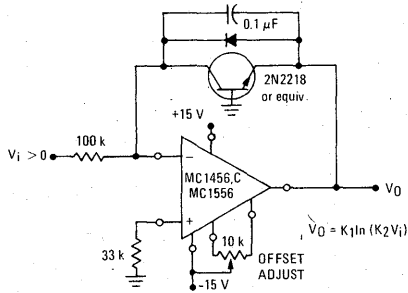 0.1 μF
2N2218
or equiv.
+15 V
100 k
Vi > 0
−
MC1456,C
MC1556
+
VO
VO = K1ln (K2Vi)
10 k
33 k
OFFSET
ADJUST
-15 V